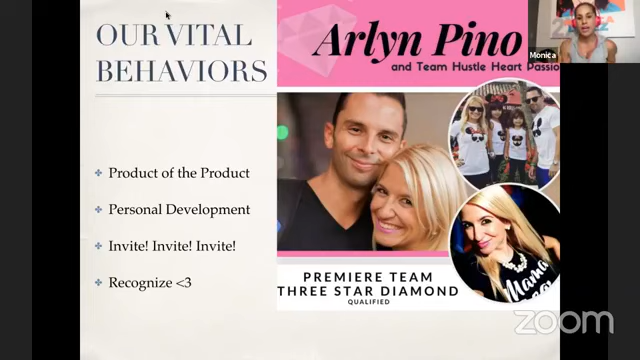 OUR VITAL
BEHAVIORS
Product of the Product
Personal Development
Invite! Invite! Invite!
Recognize <3
Arlyn Pino
and Team Hustle Heart Passio
PREMIERE TEAM
THREE STAR DIAMOND
QUALIFIED
Mama
Monica
zoom